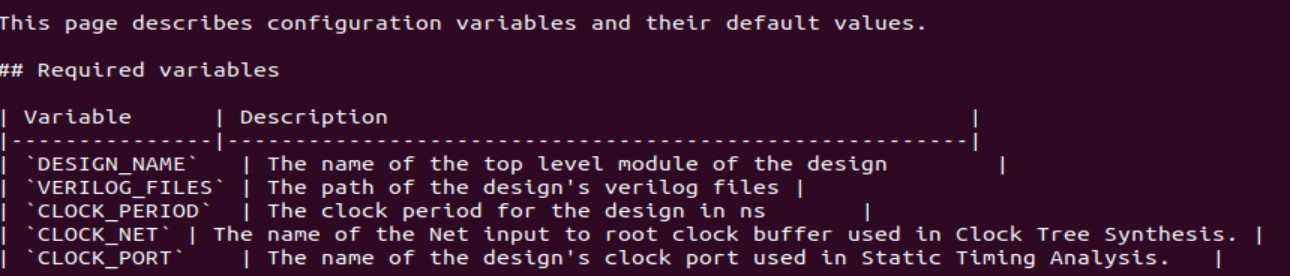 This page describes configuration variables and their default values.
## Required variables
| Variable      | Description                                           |
|---------------|-------------------------------------------------------|
| `DESIGN_NAME`   | The name of the top level module of the design        |
| `VERILOG_FILES` | The path of the design's verilog files |
| `CLOCK_PERIOD`  | The clock period for the design in ns       |
| `CLOCK_NET` | The name of the Net input to root clock buffer used in Clock Tree Synthesis. |
| `CLOCK_PORT`    | The name of the design's clock port used in Static Timing Analysis.   |